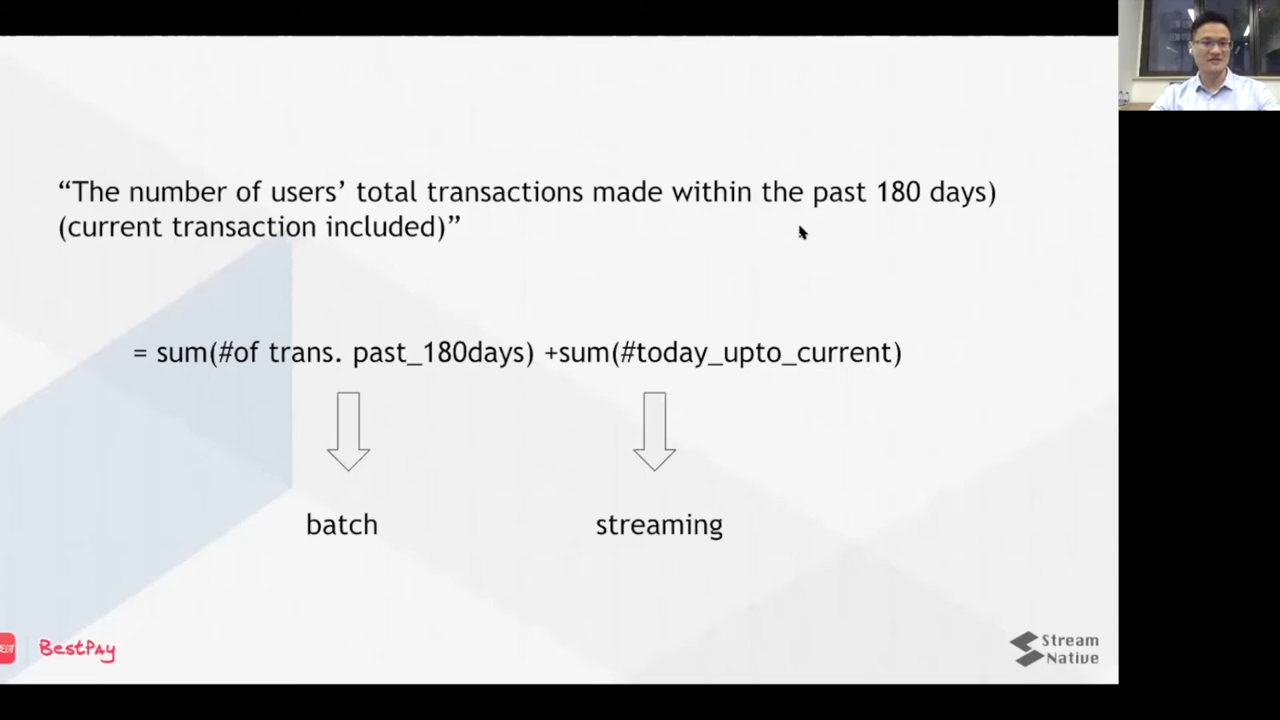 “The number of users’ total transactions made within the past 180 days)
(current transaction included)”
= sum(#of trans. past_180days) +sum(#today_upto_current)
batch
streaming
BestPay
Stream
Native